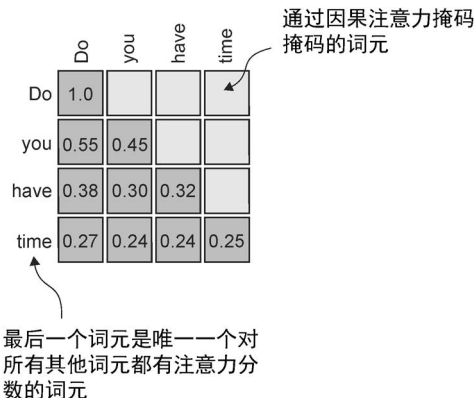 通过因果注意力掩码
掩码的词元
Do you have time
Do 1.0
you 0.55 0.45
have 0.38 0.30 0.32
time 0.27 0.24 0.24 0.25
最后一个词元是唯一一个对
所有其他词元都有注意力分
数的词元